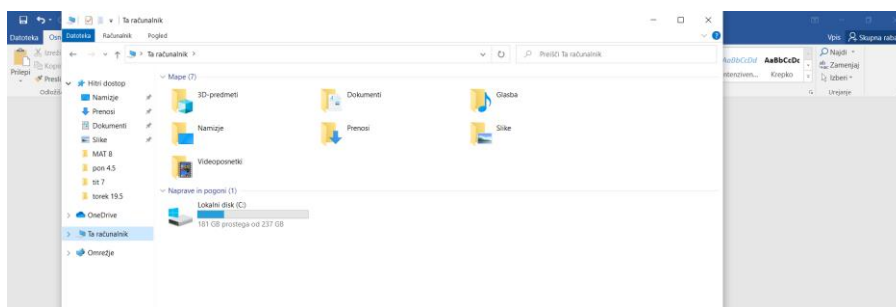 Ta računalnik
Datoteka
Računalnik
Pogled
Datoteka
Vpis
Skupna
Ta računalnik
Preišči Ta računalnik
Najdi
Zamenjaj
Izberi
Urejanje
AaBbCcDd
AaBbCcDc
Krepko
Prilepi
Hitri dostop
Namizje
Prenosi
Dokumenti
Slike
MAT 8
pon 4.5
tit 7
torek 19.5
OneDrive
Ta računalnik
Omrežje
Mape (7)
3D-predmeti
Dokumenti
Glasba
Namizje
Prenosi
Slike
Videoposnetki
Naprave in pogoni (1)
Lokalni disk (C:)
181 GB prostega od 237 GB